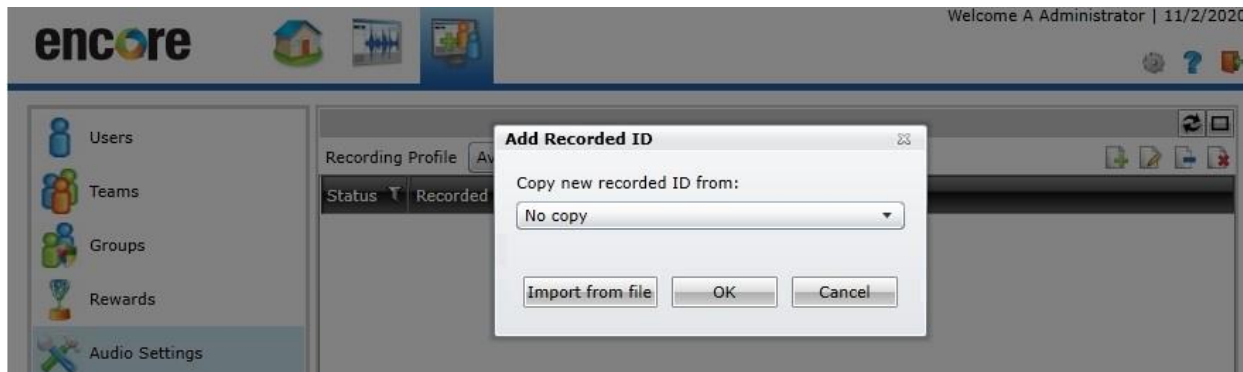 Welcome A Administrator | 11/2/2020
encore
Users
Teams
Groups
Rewards
Audio Settings
Recording Profile Av
Status Recorded
Add Recorded ID
Copy new recorded ID from:
No copy
Import from file OK Cancel